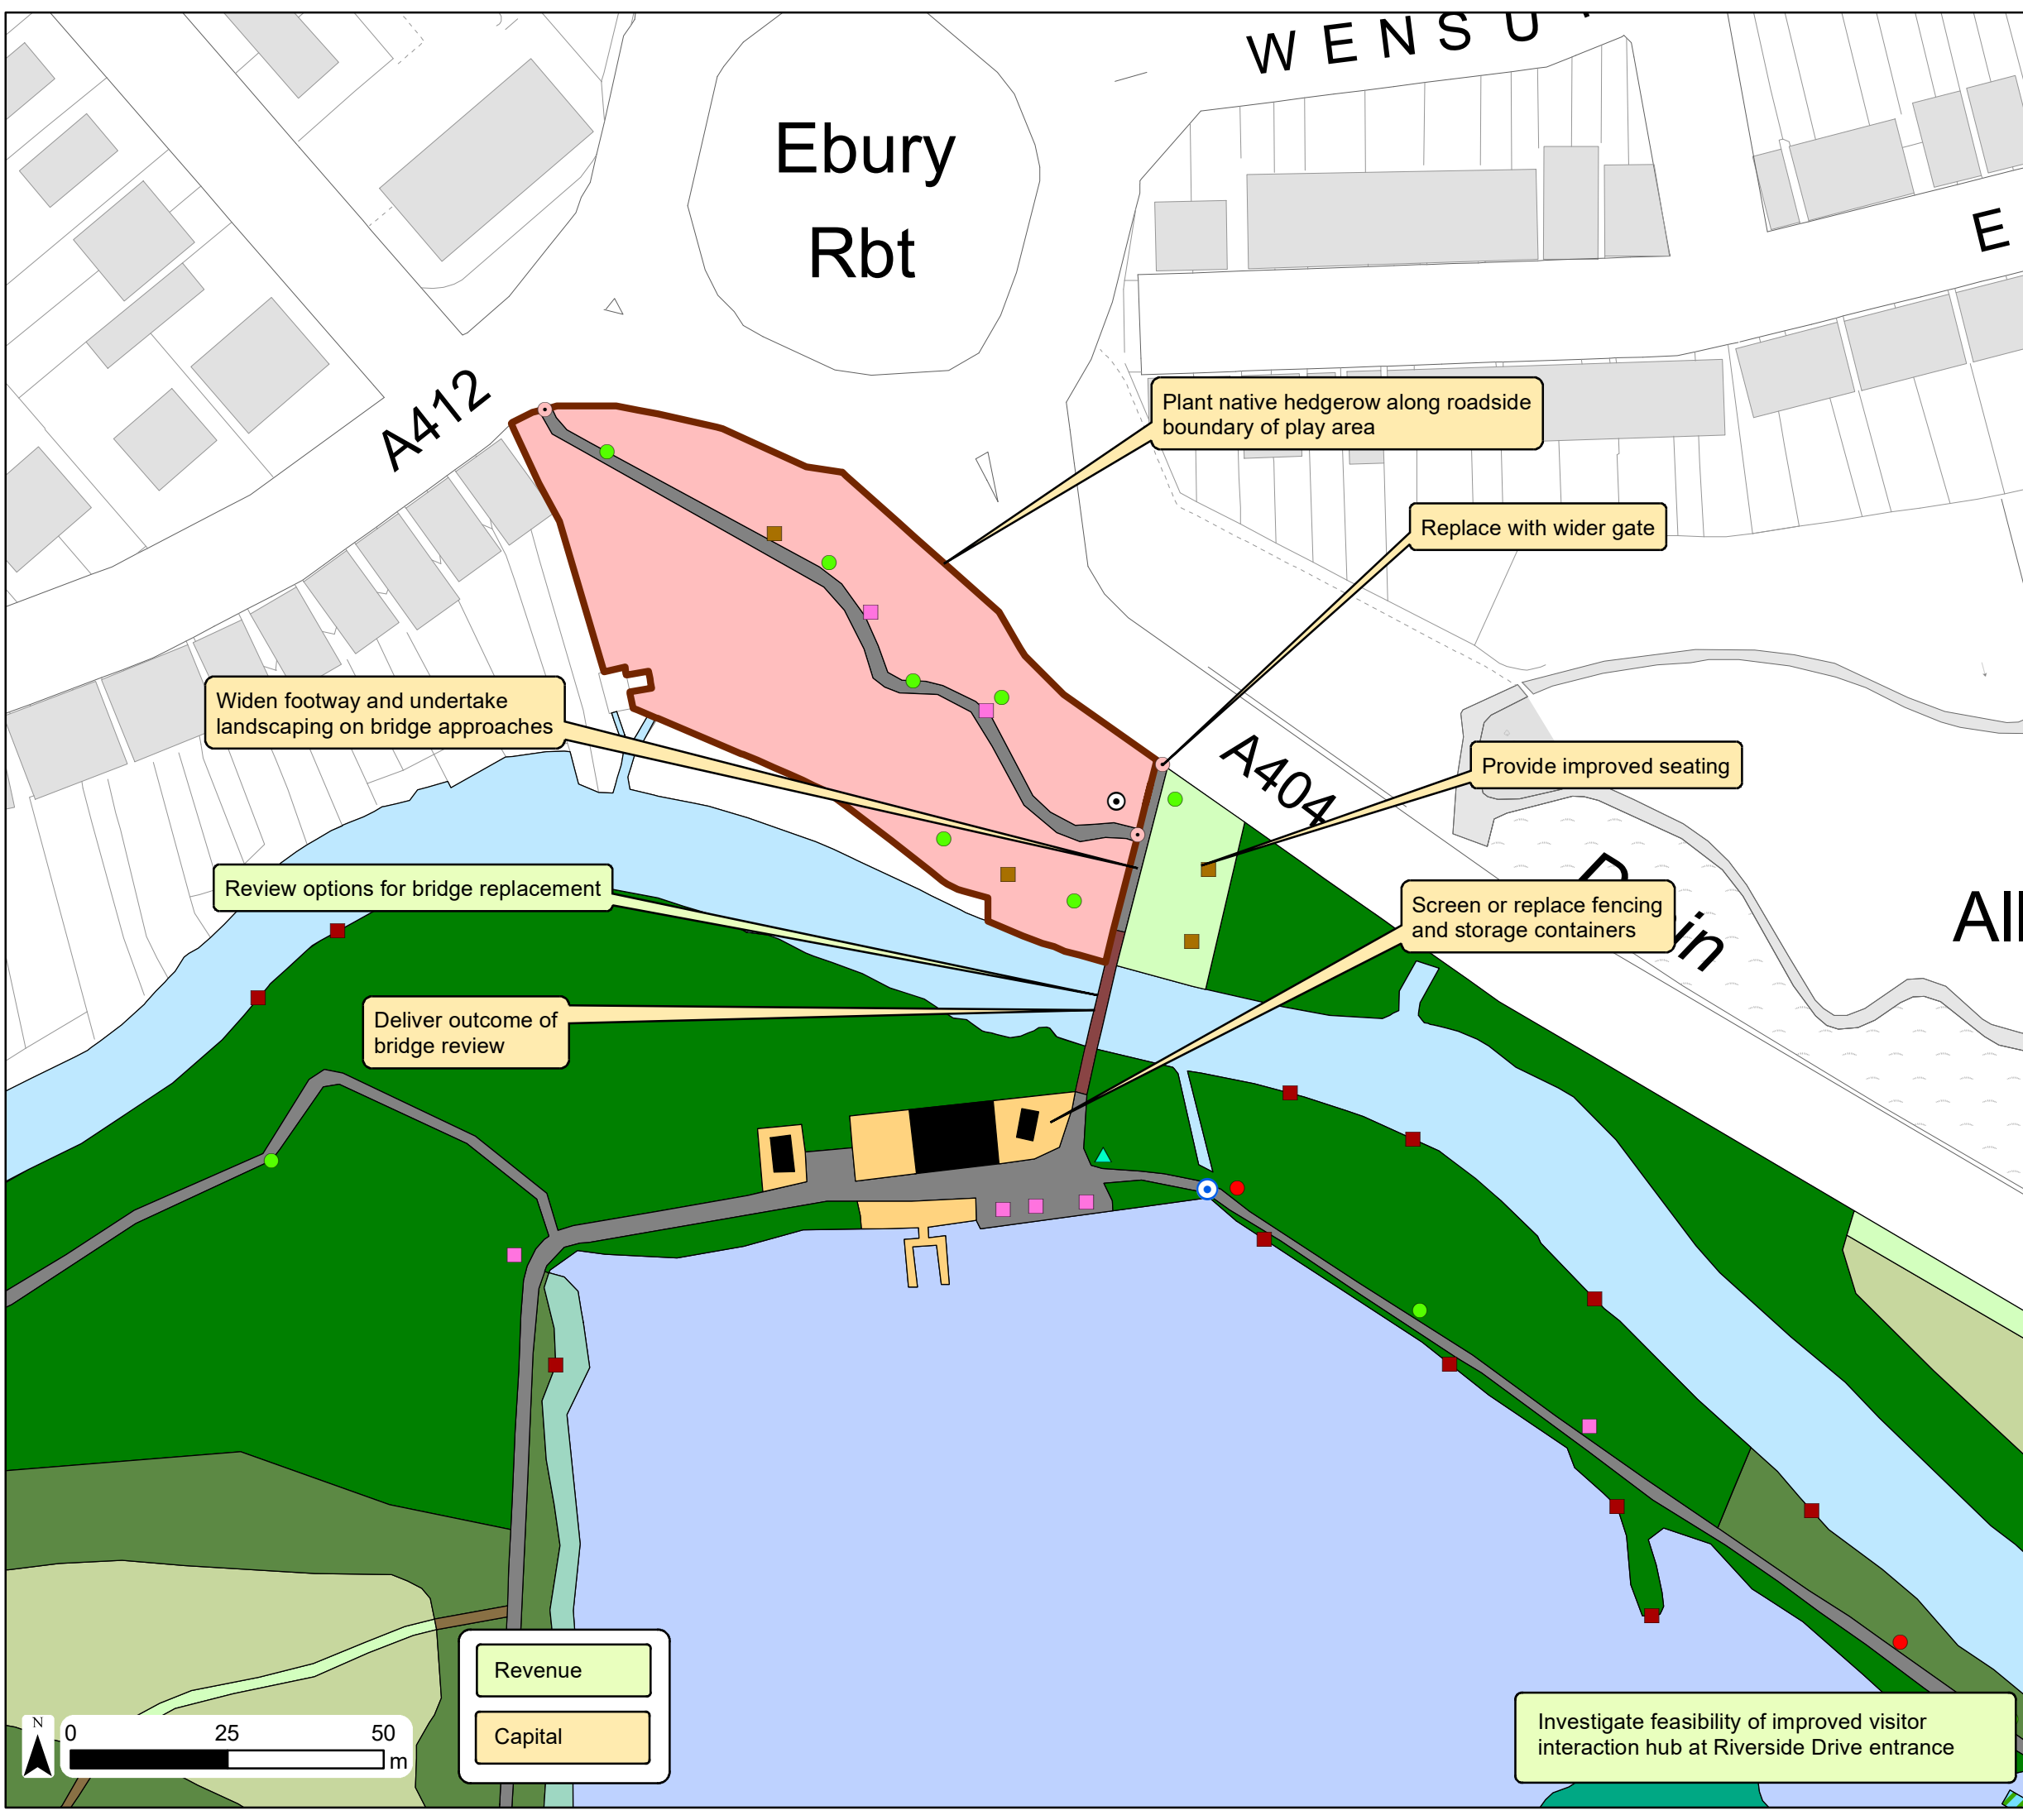 WENSU
Ebury
Rbt
E
A412
Plant native hedgerow along roadside
boundary of play area
Replace with wider gate
Widen footway and undertake
landscaping on bridge approaches
A404
Provide improved seating
Review options for bridge replacement
Screen or replace fencing
and storage containers
All
Deliver outcome of
bridge review
Revenue
Capital
N
0 25 50
m
Investigate feasibility of improved visitor
interaction hub at Riverside Drive entrance